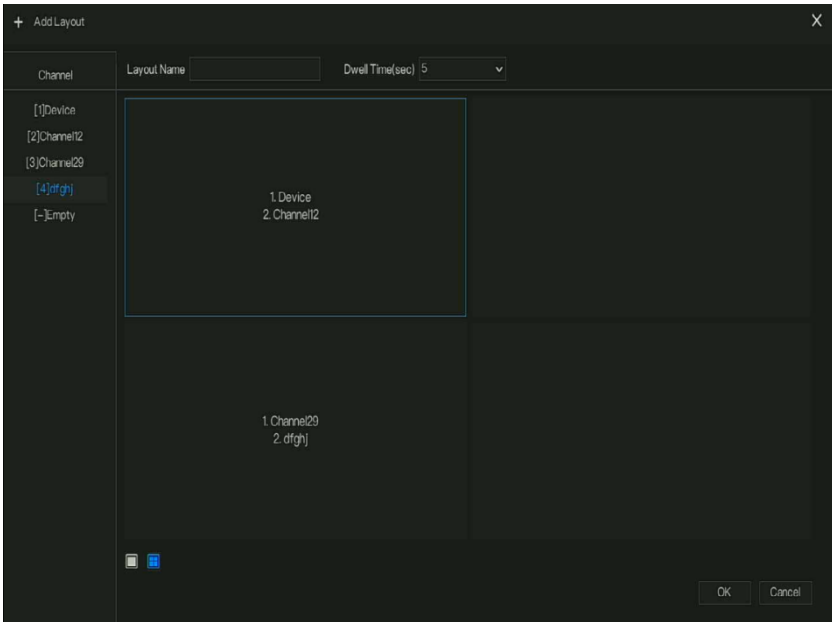 + Add Layout X
Channel
Layout Name Dwell Time(sec) 5
[1]Device
[2]Channel12
[3]Channel29
[4]dfghj
[-]Empty
1. Device
2. Channel12
1. Channel29
2. dfghj
OK Cancel